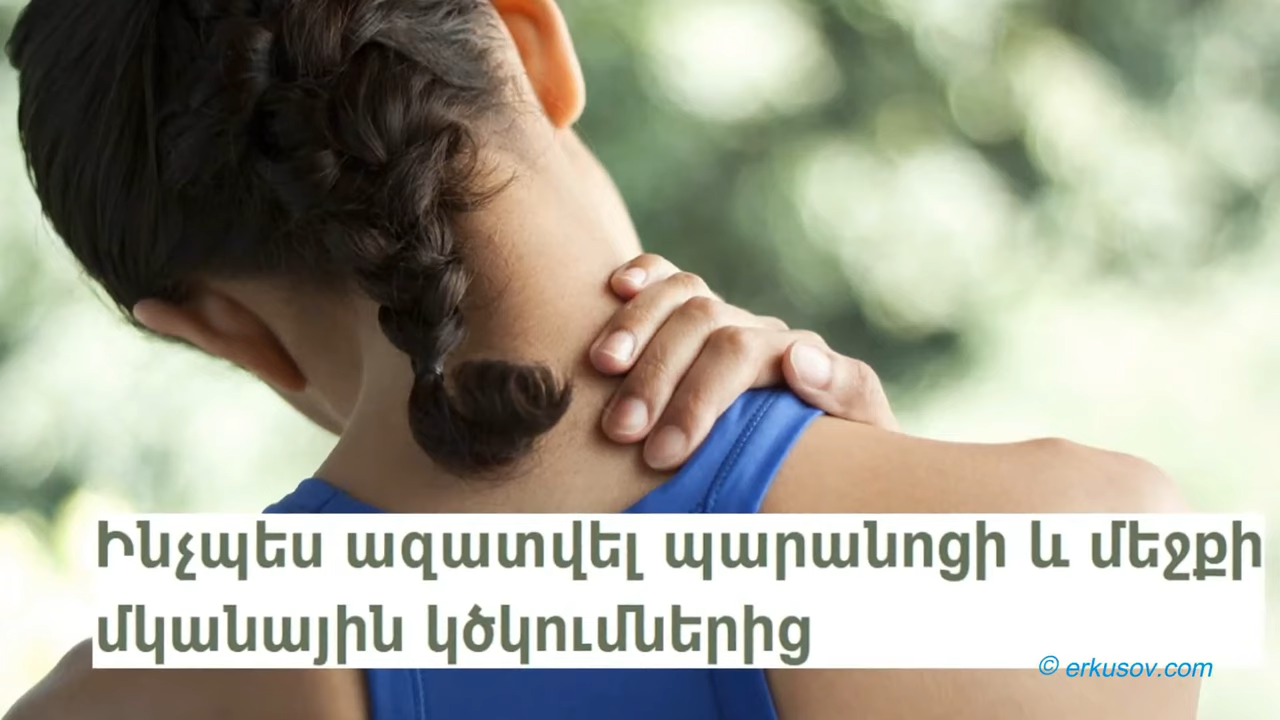 Ինչպես ազատվել պարանոցի և մեջքի
մկանային կծկումներից
© erkusov.com